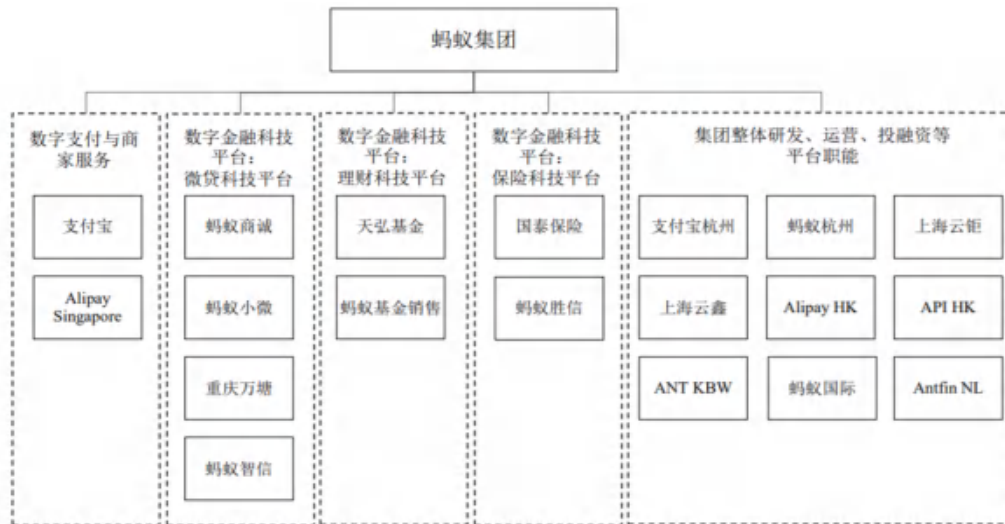 蚂蚁集团
数字支付与商
家服务
支付宝
Alipay
Singapore
数字金融科技
平台：
微贷科技平台
蚂蚁商诚
蚂蚁小微
重庆万塘
蚂蚁智信
数字金融科技
平台：
理财科技平台
天弘基金
蚂蚁基金销售
数字金融科技
平台：
保险科技平台
国泰保险
蚂蚁胜信
集团整体研发、运营、投融资等
平台职能
支付宝杭州
蚂蚁杭州
上海云钜
上海云鑫
Alipay HK
API HK
ANT KBW
蚂蚁国际
Antfin NL